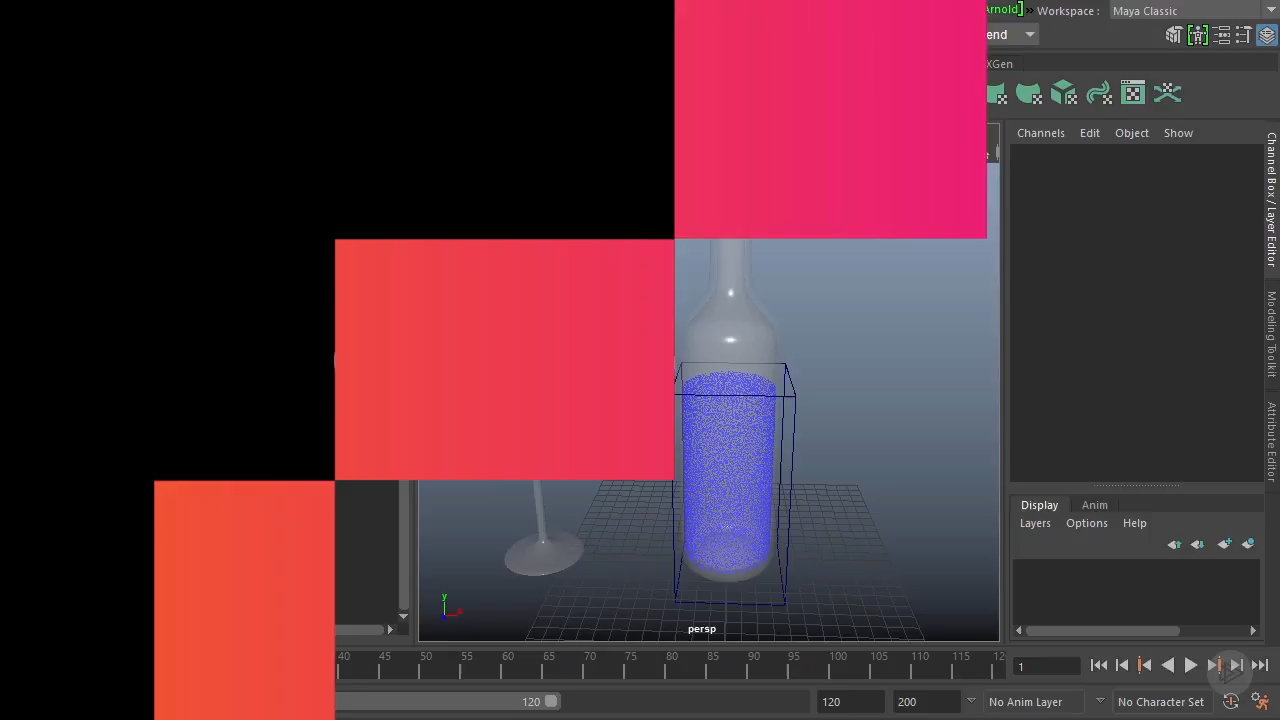 Arnold] Workspace : Maya Classic
end
XGen
Channels Edit Object Show
Channel Box / Layer Editor
Modeling Toolkit
Attribute Editor
y
persp
Display Anim
Layers Options Help
40 45 50 55 60 65 70 75 80 85 90 95 100 105 110 115 12
1
120 120 200 No Anim Layer No Character Set